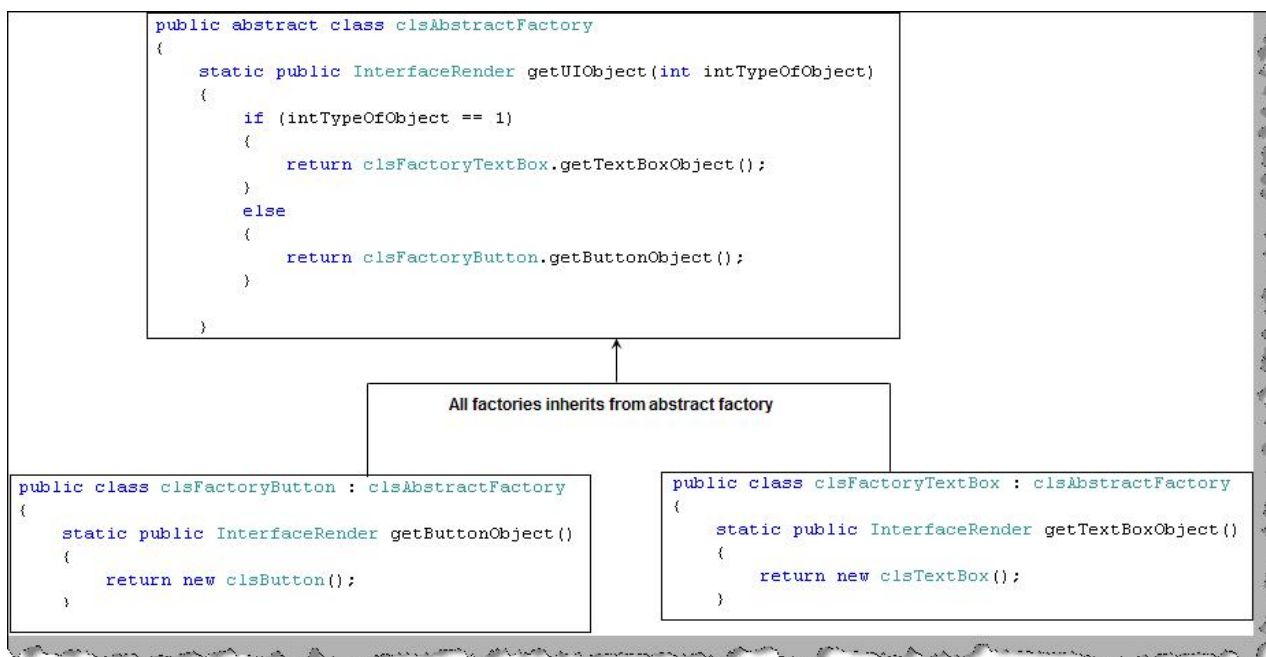 public abstract class clsAbstractFactory
{
static public InterfaceRender getUIObject(int intTypeOfObject)
{
if (intTypeOfObject == 1)
{
return clsFactoryTextBox.getTextBoxObject();
}
else
{
return clsFactoryButton.getButtonObject();
}
}
All factories inherits from abstract factory
public class clsFactoryButton : clsAbstractFactory
{
static public InterfaceRender getButtonObject()
{
return new clsButton();
}
public class clsFactoryTextBox : clsAbstractFactory
{
static public InterfaceRender getTextBoxObject()
{
return new clsTextBox();
}